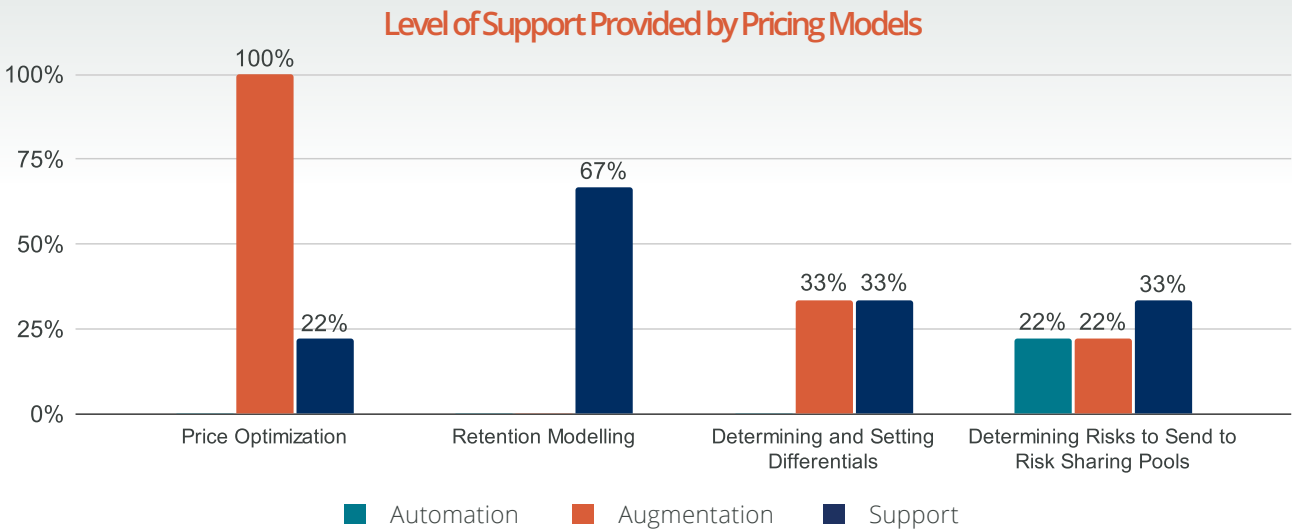 Level of Support Provided by Pricing Models
100%
100%
75%
67%
50%
33% 33%
33%
22%
22% 22%
25%
0%
Price Optimization
Retention Modelling
Determining and Setting
Differentials
Determining Risks to Send to
Risk Sharing Pools
Automation
Augmentation
Support